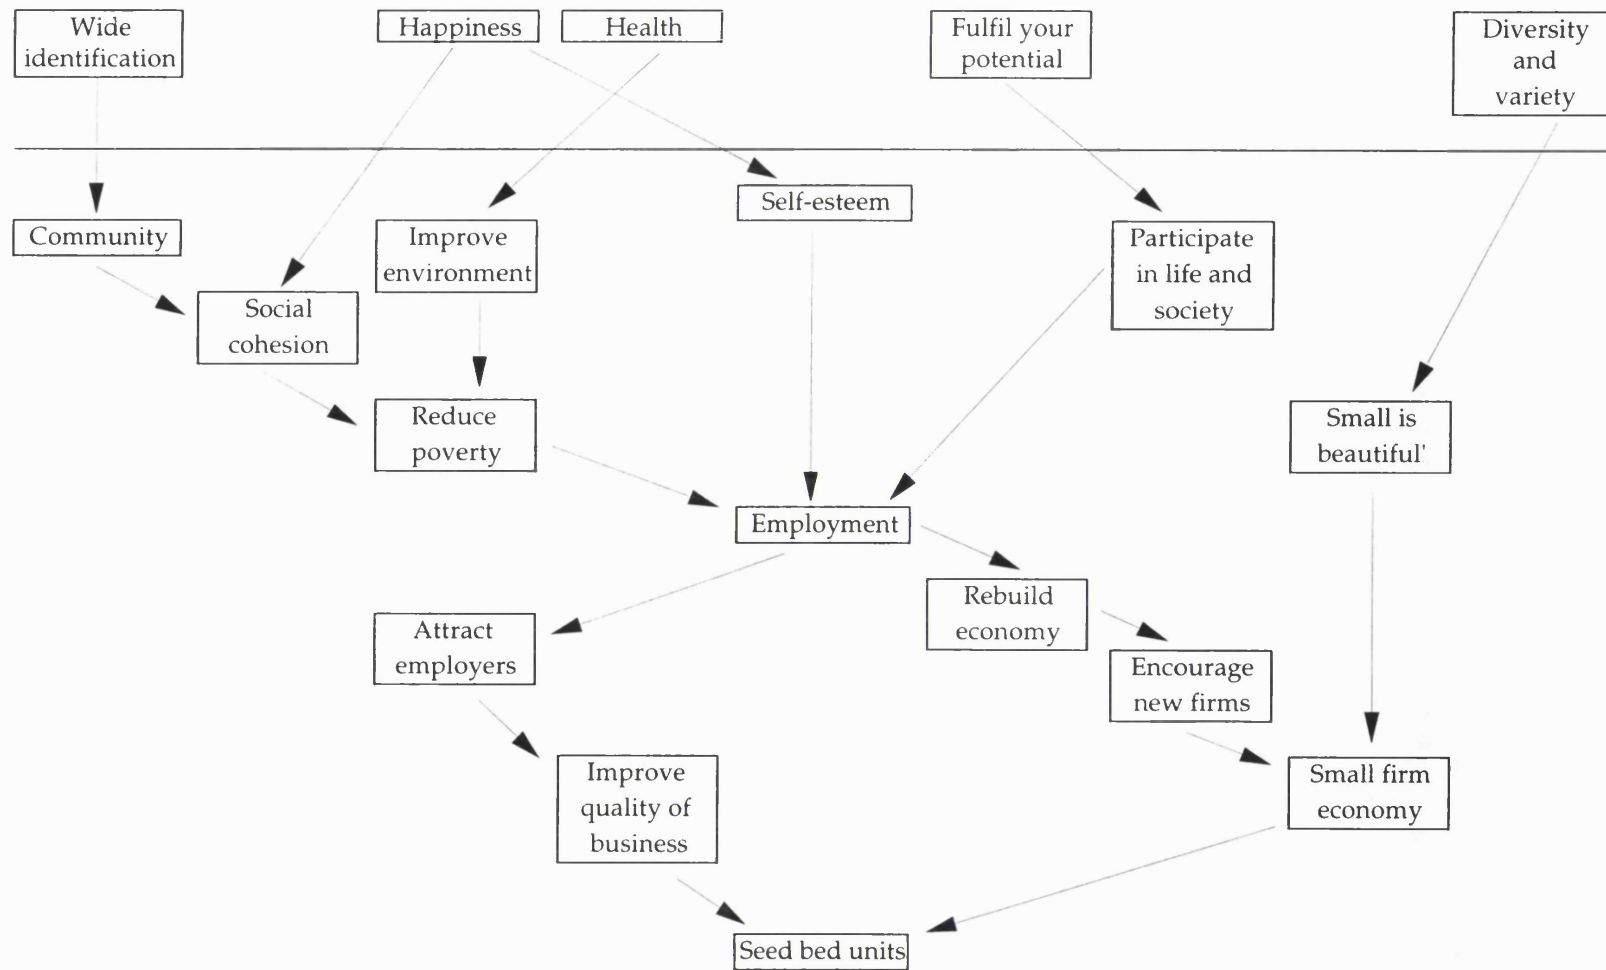 Wide
identification
Happiness
Health
Fulfil your
potential
Diversity
and
variety
Self-esteem
Community
Improve
environment
Participate
in life and
society
Social
cohesion
Reduce
poverty
Small is
beautiful'
Employment
Rebuild
economy
Attract
employers
Encourage
new firms
Improve
quality of
business
Small firm
economy
Seed bed units